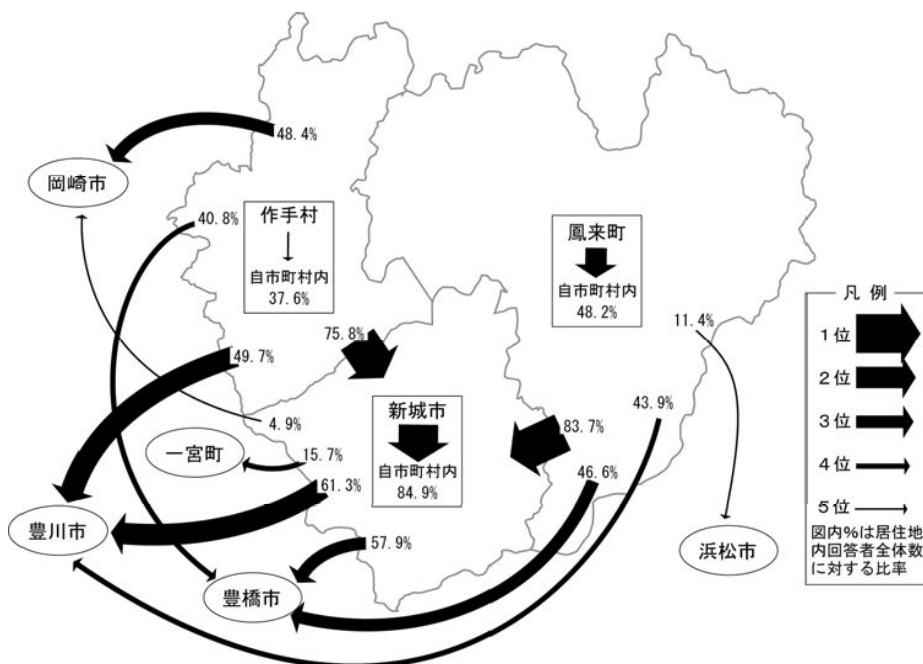 48.4%
岡崎市
40.8%
作手村
自市町村内
37.6%
鳳来町
自市町村内
48.2%
凡 例
1位
2位
3位
4位
5位
図内%は居住地
内回答者全体数
に対する比率
11.4%
75.8%
49.7%
新城市
自市町村内
84.9%
43.9%
83.7%
4.9%
一宮町
15.7%
46.6%
61.3%
豊川市
57.9%
浜松市
豊橋市